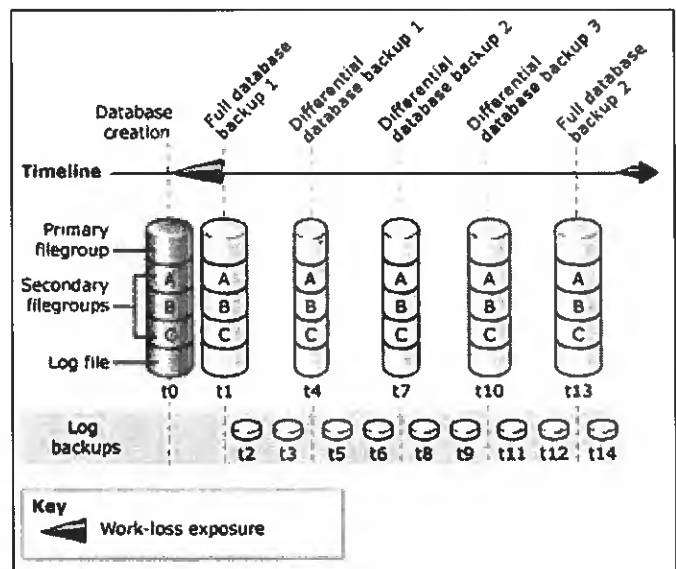 Database
creation
Full database
backup 1
Differential
database backup 1
Differential
database backup 2
Differential
database backup 3
Full database
backup 2
Timeline
Primary
filegroup
Secondary
filegroups
Log file
A
B
C
A
B
C
A
B
C
A
B
C
A
B
C
A
B
C
t0
t1
t4
t7
t10
t13
Log
backups
t2
t3
t5
t6
t8
t9
t11
t12
t14
Key
Work-loss exposure